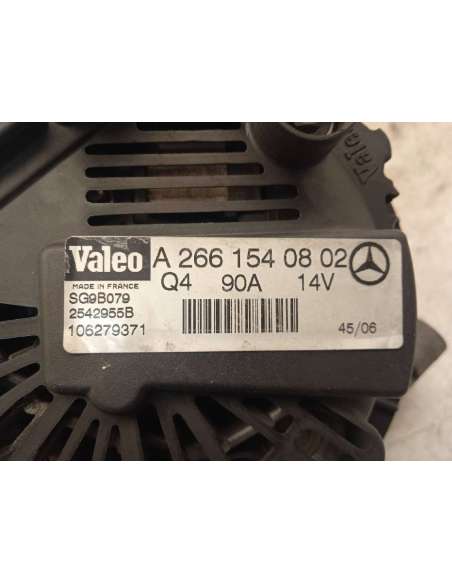 Valeo
Valeo A 266 154 08 02
MADE IN FRANCE Q4 90A 14V
SG9B079
2542955B
106279371 45/06